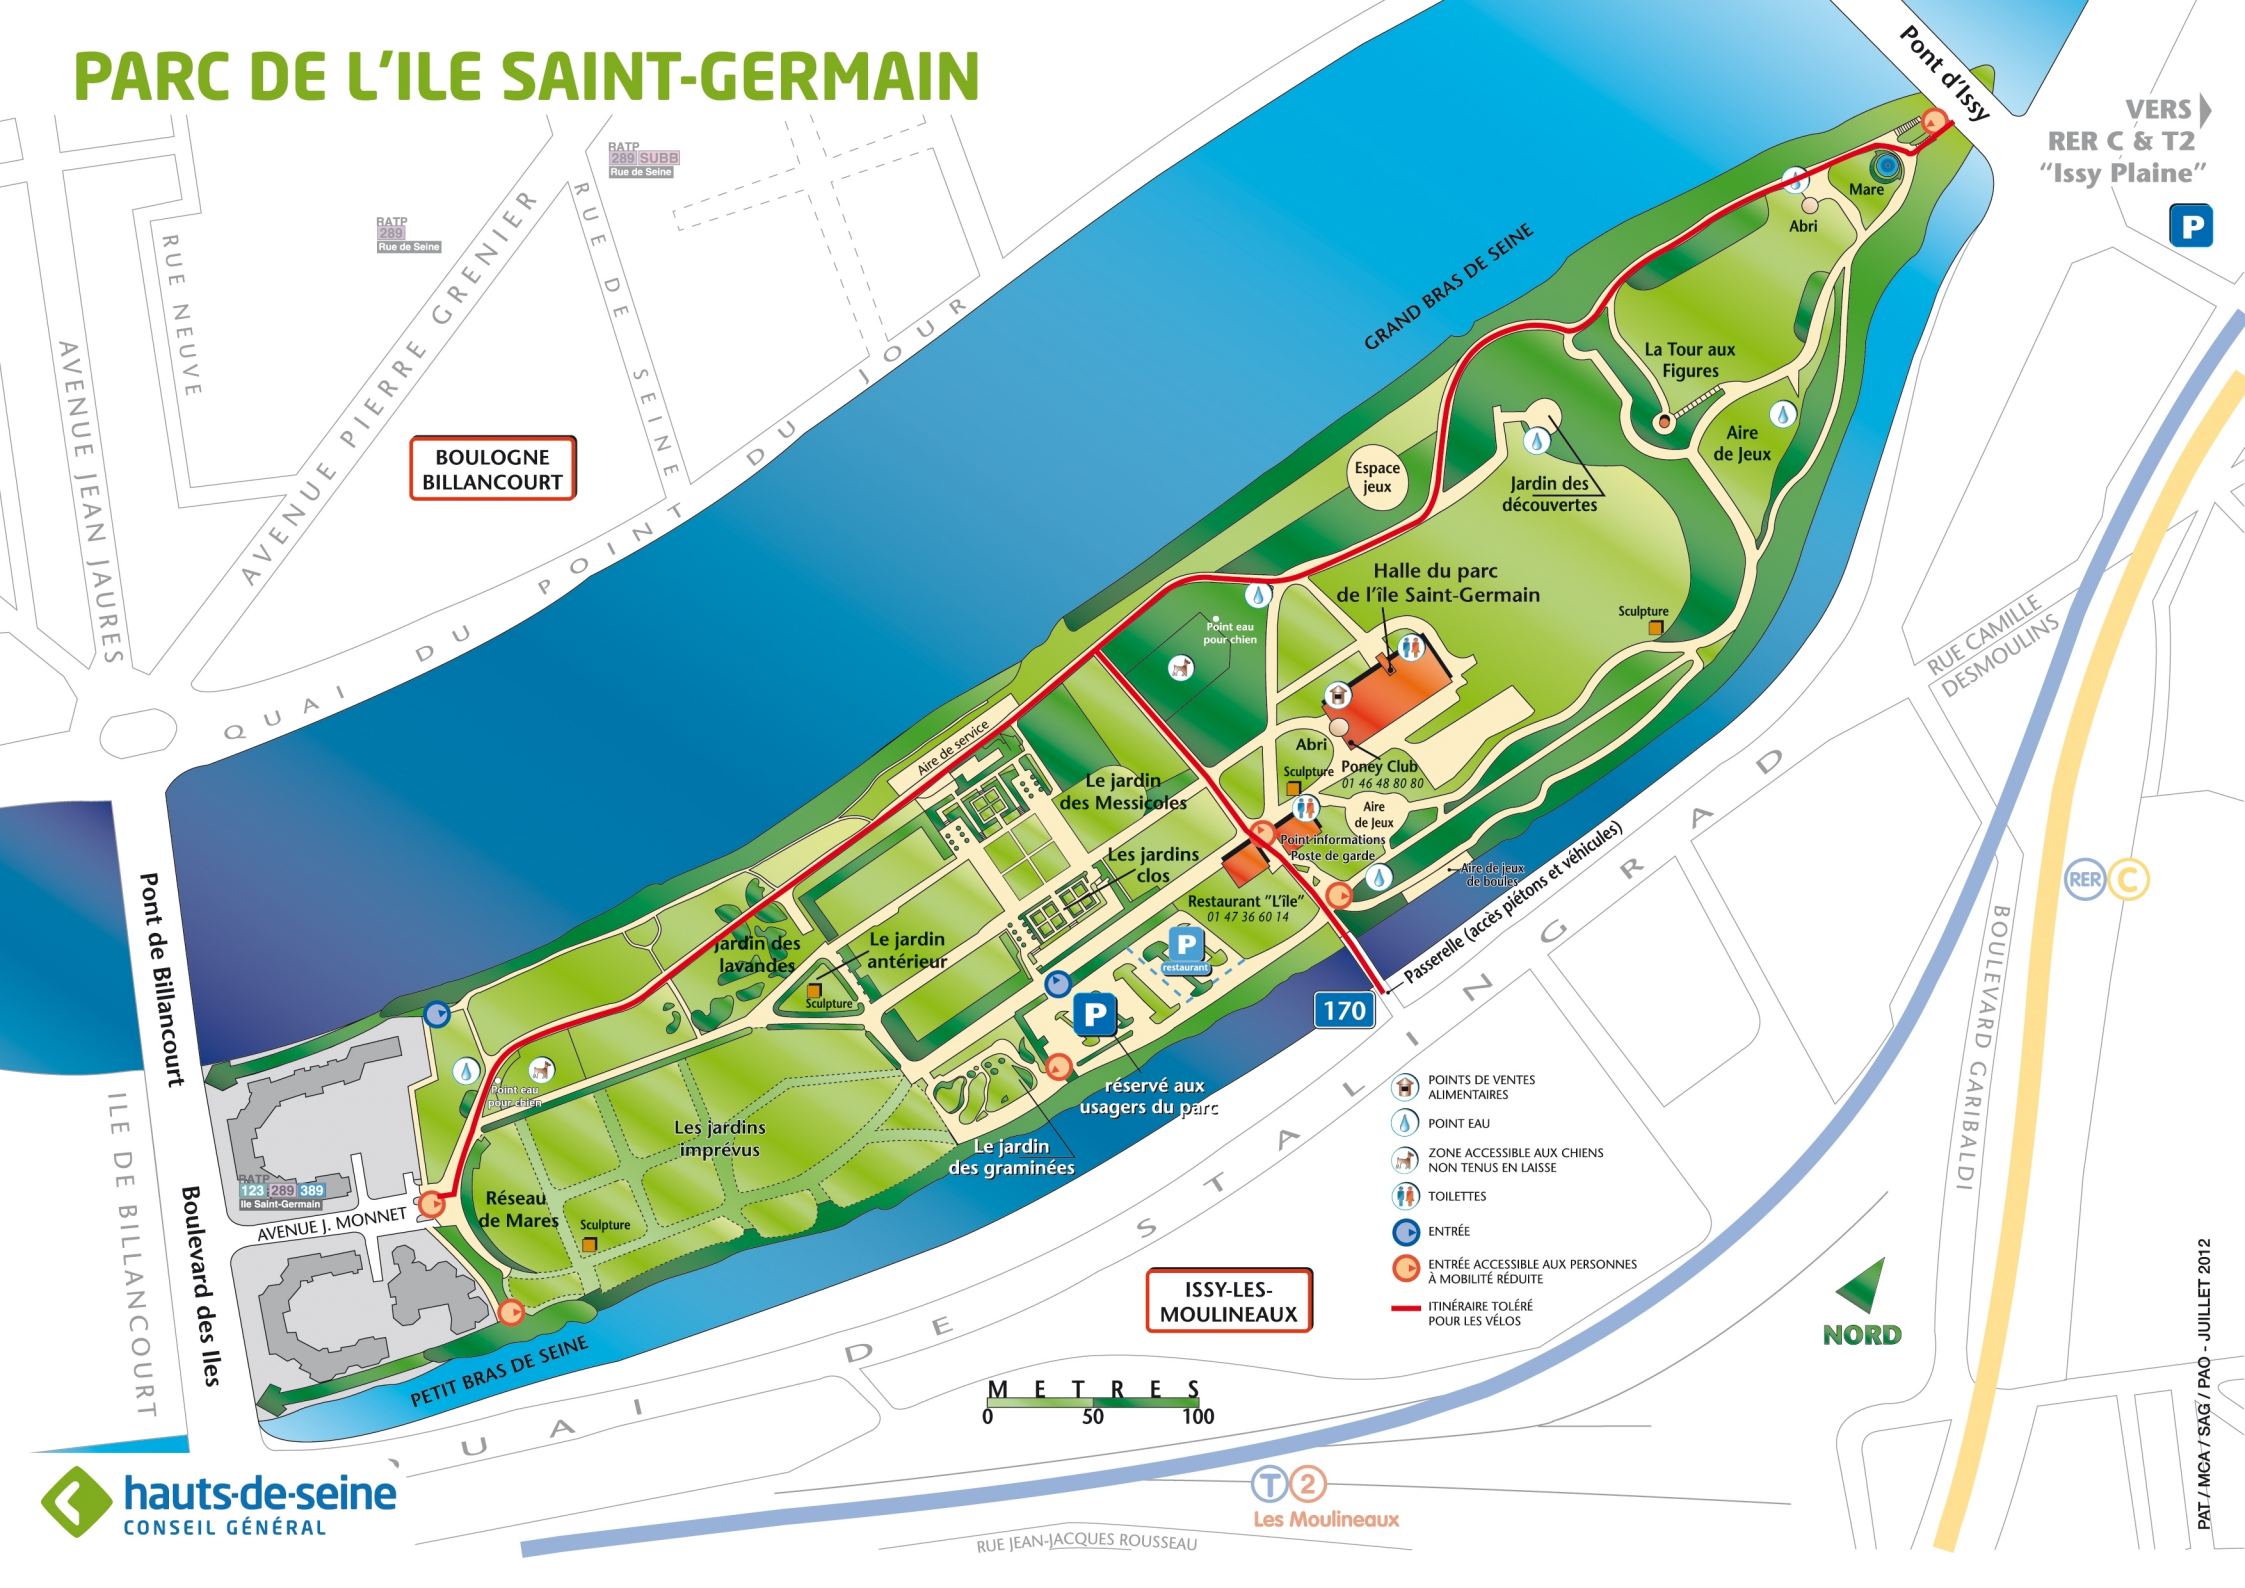 PARC DE L'ILE SAINT-GERMAIN
Pont d'Issy
VERS
RER C & T2
“Issy Plaine”
P
RATP
289 SUBB
Rue de Seine
RATP
289
Rue de Seine
RUE NEUVE
AVENUE PIERRE GRENIER
RUE DE SEINE
AVENUE JEAN JAURES
QUAI DU POINT DU JOUR
BOULOGNE
BILLANCOURT
GRAND BRAS DE SEINE
Mare
Abri
La Tour aux
Figures
Aire
de Jeux
Espace
jeux
Jardin des
découvertes
Halle du parc
de l'île Saint-Germain
Sculpture
Point eau
pour chien
Abri
Sculpture
Poney Club
01 46 48 80 80
Aire
de Jeux
Point informations
Poste de garde
Aire de jeux
de boules
Aire de service
Le jardin
des Messicoles
Les jardins
clos
Restaurant "L'île"
01 47 36 60 14
Le jardin
antérieur
Jardin des
lavandes
Sculpture
P
restaurant
P
réservé aux
usagers du parc
Le jardin
des graminées
Point eau
pour chien
Les jardins
imprévus
Réseau
de Mares
Sculpture
Passerelle (accès piétons et véhicules)
170
Pont de Billancourt
ILE DE BILLANCOURT
Boulevard des Iles
RATP
123 289 389
Ile Saint-Germain
AVENUE J. MONNET
PETIT BRAS DE SEINE
QUAI DE STALINGRAD
RUE CAMILLE
DESMOULINS
BOULEVARD GARIBALDI
RER C
ISSY-LES-
MOULINEAUX
POINTS DE VENTES
ALIMENTAIRES
POINT EAU
ZONE ACCESSIBLE AUX CHIENS
NON TENUS EN LAISSE
TOILETTES
ENTRÉE
ENTRÉE ACCESSIBLE AUX PERSONNES
À MOBILITÉ RÉDUITE
ITINÉRAIRE TOLÉRÉ
POUR LES VÉLOS
NORD
METRES
0 50 100
T 2
Les Moulineaux
RUE JEAN-JACQUES ROUSSEAU
hauts-de-seine
CONSEIL GÉNÉRAL
PAT / MCA / SAG / PAO - JUILLET 2012